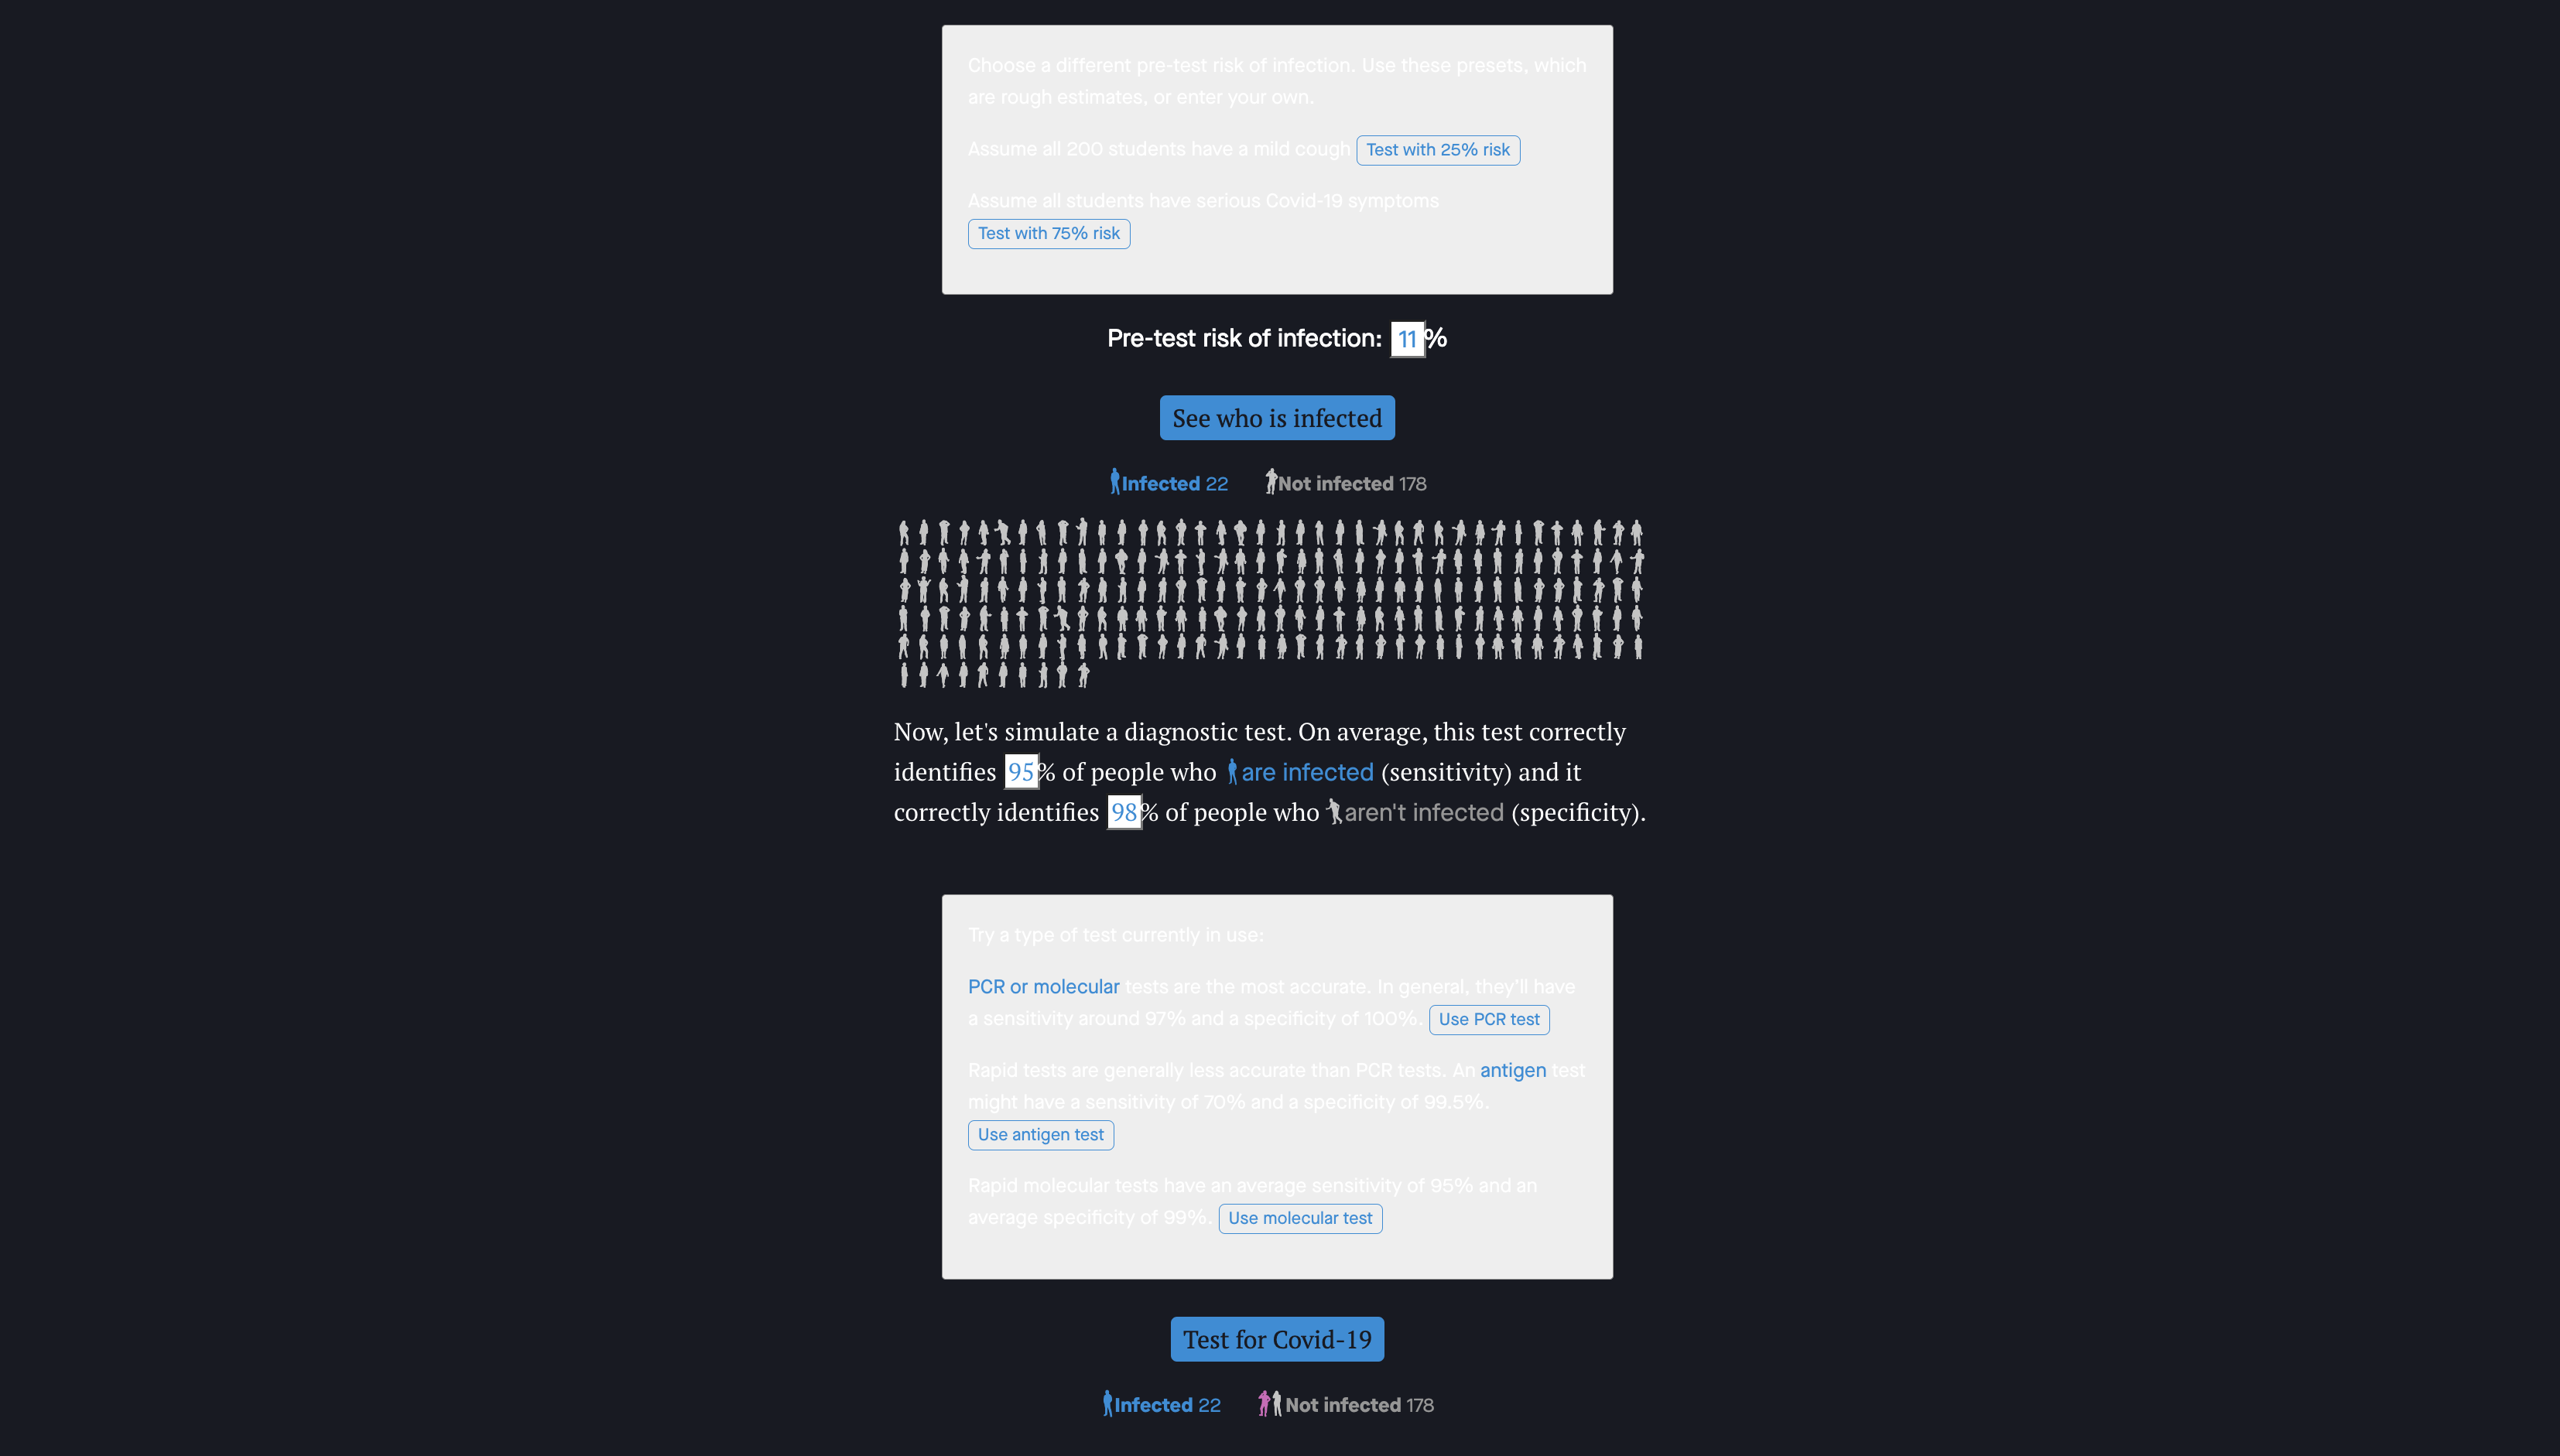 Choose a different pre-test risk of infection. Use these presets, which
are rough estimates, or enter your own.
Assume all 200 students have a mild cough Test with 25% risk
Assume all students have serious Covid-19 symptoms
Test with 75% risk
Pre-test risk of infection: 11%
See who is infected
Infected 22 Not infected 178
Now, let's simulate a diagnostic test. On average, this test correctly
identifies 95% of people who are infected (sensitivity) and it
correctly identifies 98% of people who aren't infected (specificity).
Try a type of test currently in use:
PCR or molecular tests are the most accurate. In general, they'll have
a sensitivity around 97% and a specificity of 100%. Use PCR test
Rapid tests are generally less accurate than PCR tests. An antigen test
might have a sensitivity of 70% and a specificity of 99.5%.
Use antigen test
Rapid molecular tests have an average sensitivity of 95% and an
average specificity of 99%. Use molecular test
Test for Covid-19
Infected 22 Not infected 178